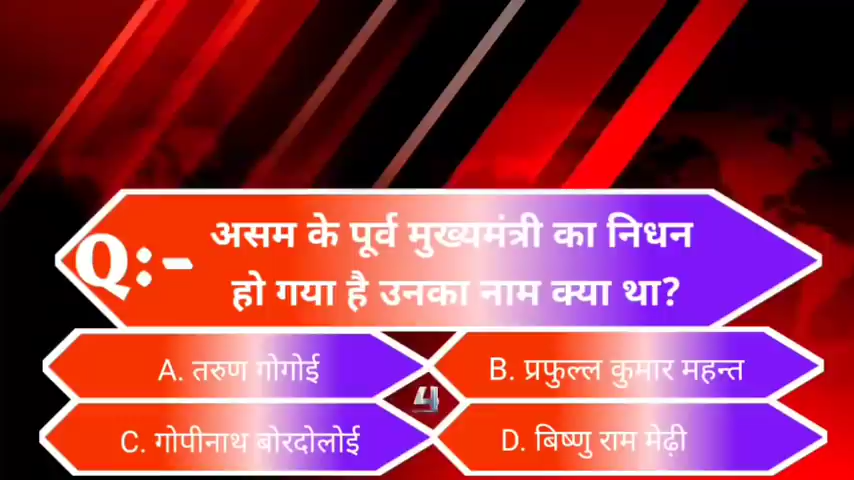 Q:- असम के पूर्व मुख्यमंत्री का निधन
हो गया है उनका नाम क्या था?
A. तरुण गोगोई
B. प्रफुल्ल कुमार महन्त
4
C. गोपीनाथ बोरदोलोई
D. बिष्णु राम मेढ़ी